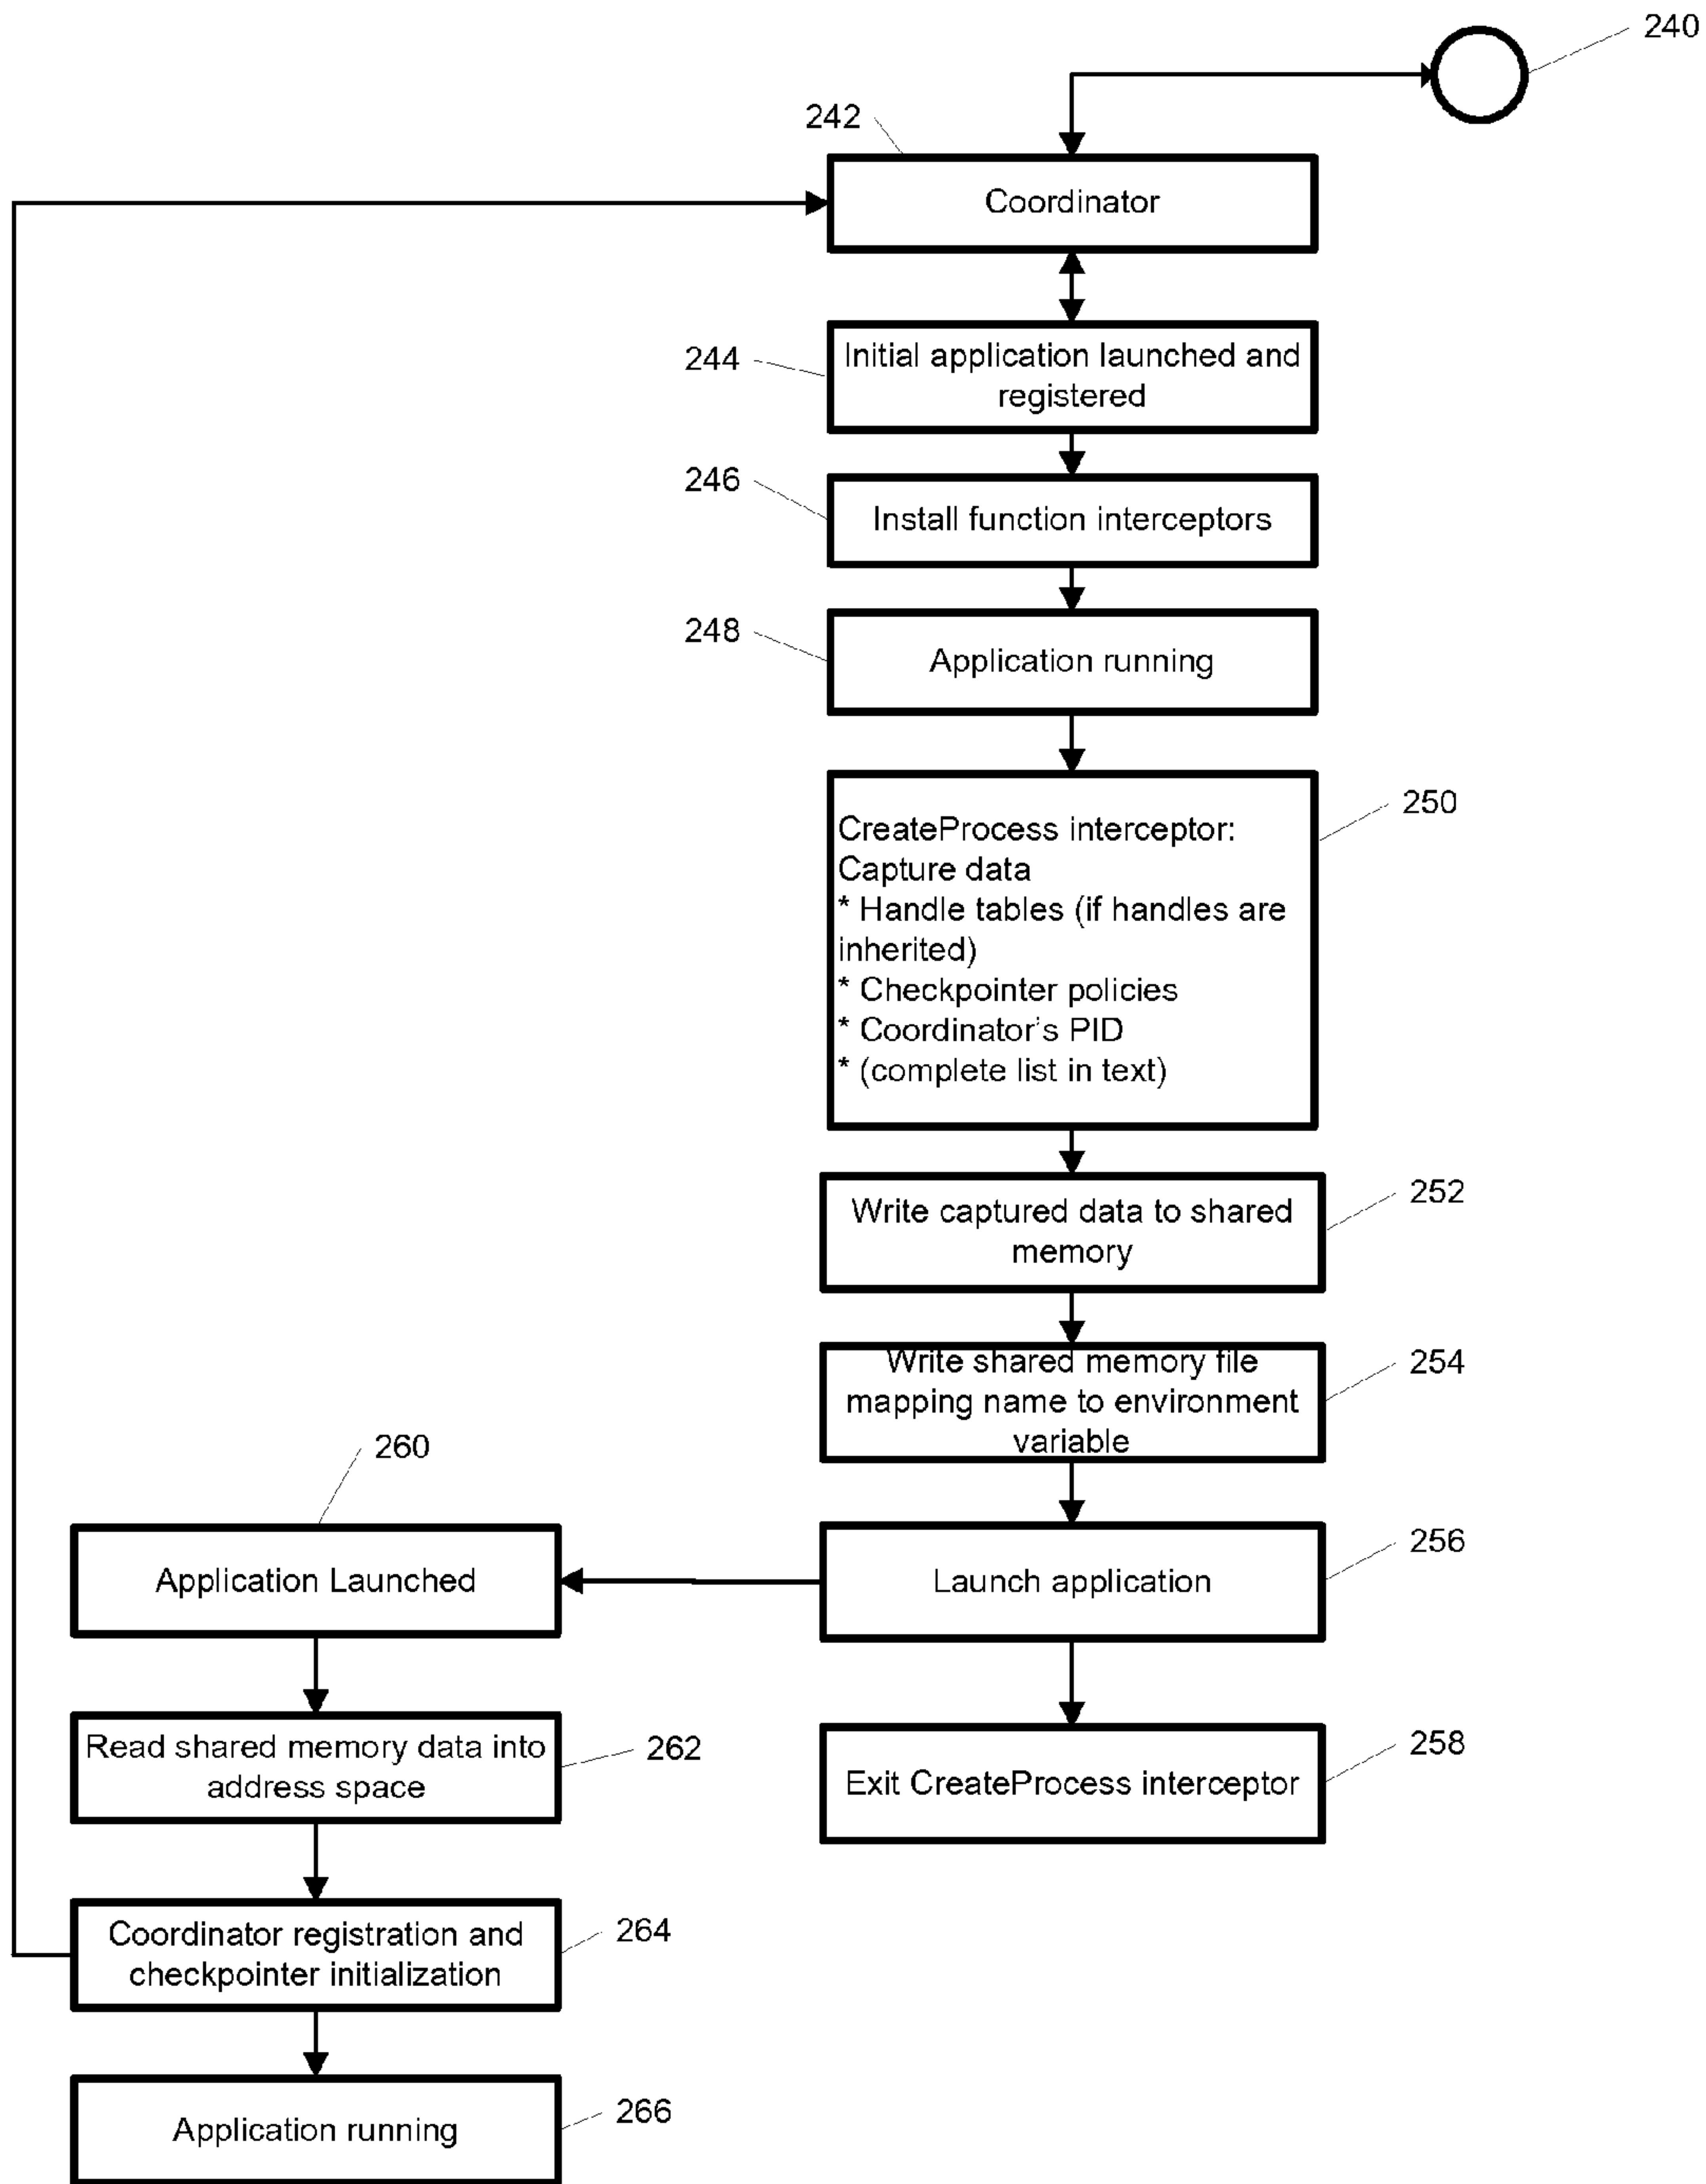 240
242
Coordinator
244
Initial application launched and
registered
246
Install function interceptors
248
Application running
250
CreateProcess interceptor:
Capture data
* Handle tables (if handles are
inherited)
* Checkpointer policies
* Coordinator's PID
* (complete list in text)
252
Write captured data to shared
memory
254
Write shared memory file
mapping name to environment
variable
260
256
Application Launched
Launch application
262
Read shared memory data into
address space
258
Exit CreateProcess interceptor
264
Coordinator registration and
checkpointer initialization
266
Application running